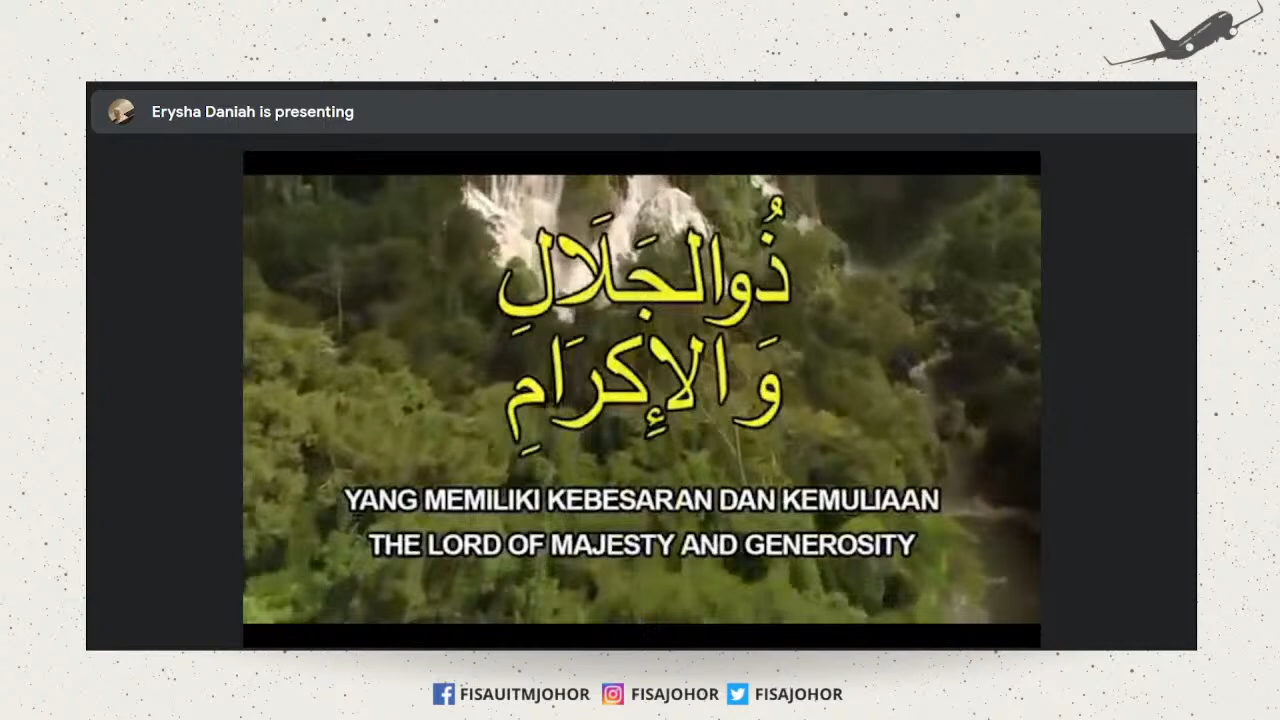 Erysha Daniah is presenting
ذُوالجَلَالِ
وَالإِكرَامِ
YANG MEMILIKI KEBESARAN DAN KEMULIAAN
THE LORD OF MAJESTY AND GENEROSITY
FISAUITMJOHOR FISAJOHOR FISAJOHOR